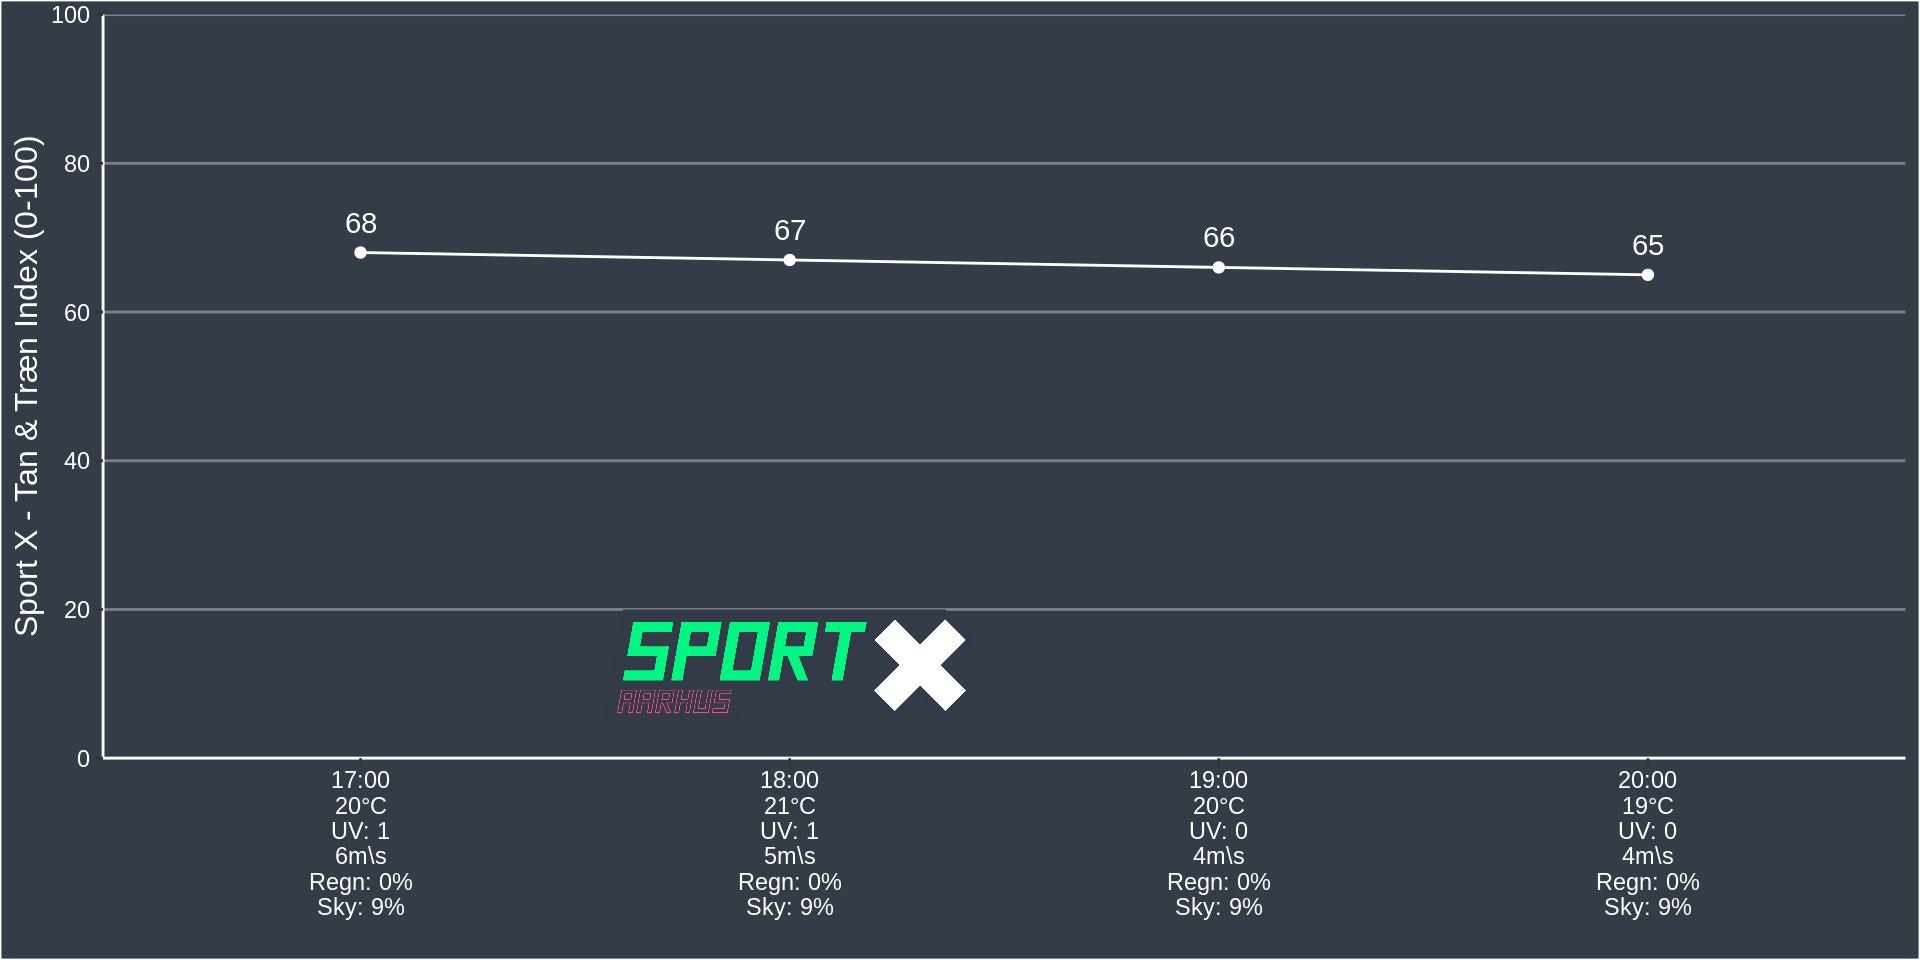 Sport X - Tan & Træn Index (0-100)
100
80
60
40
20
0
68
67
66
65
SPORT X
AARHUS
17:00
20°C
UV: 1
6m\s
Regn: 0%
Sky: 9%
18:00
21°C
UV: 1
5m\s
Regn: 0%
Sky: 9%
19:00
20°C
UV: 0
4m\s
Regn: 0%
Sky: 9%
20:00
19°C
UV: 0
4m\s
Regn: 0%
Sky: 9%